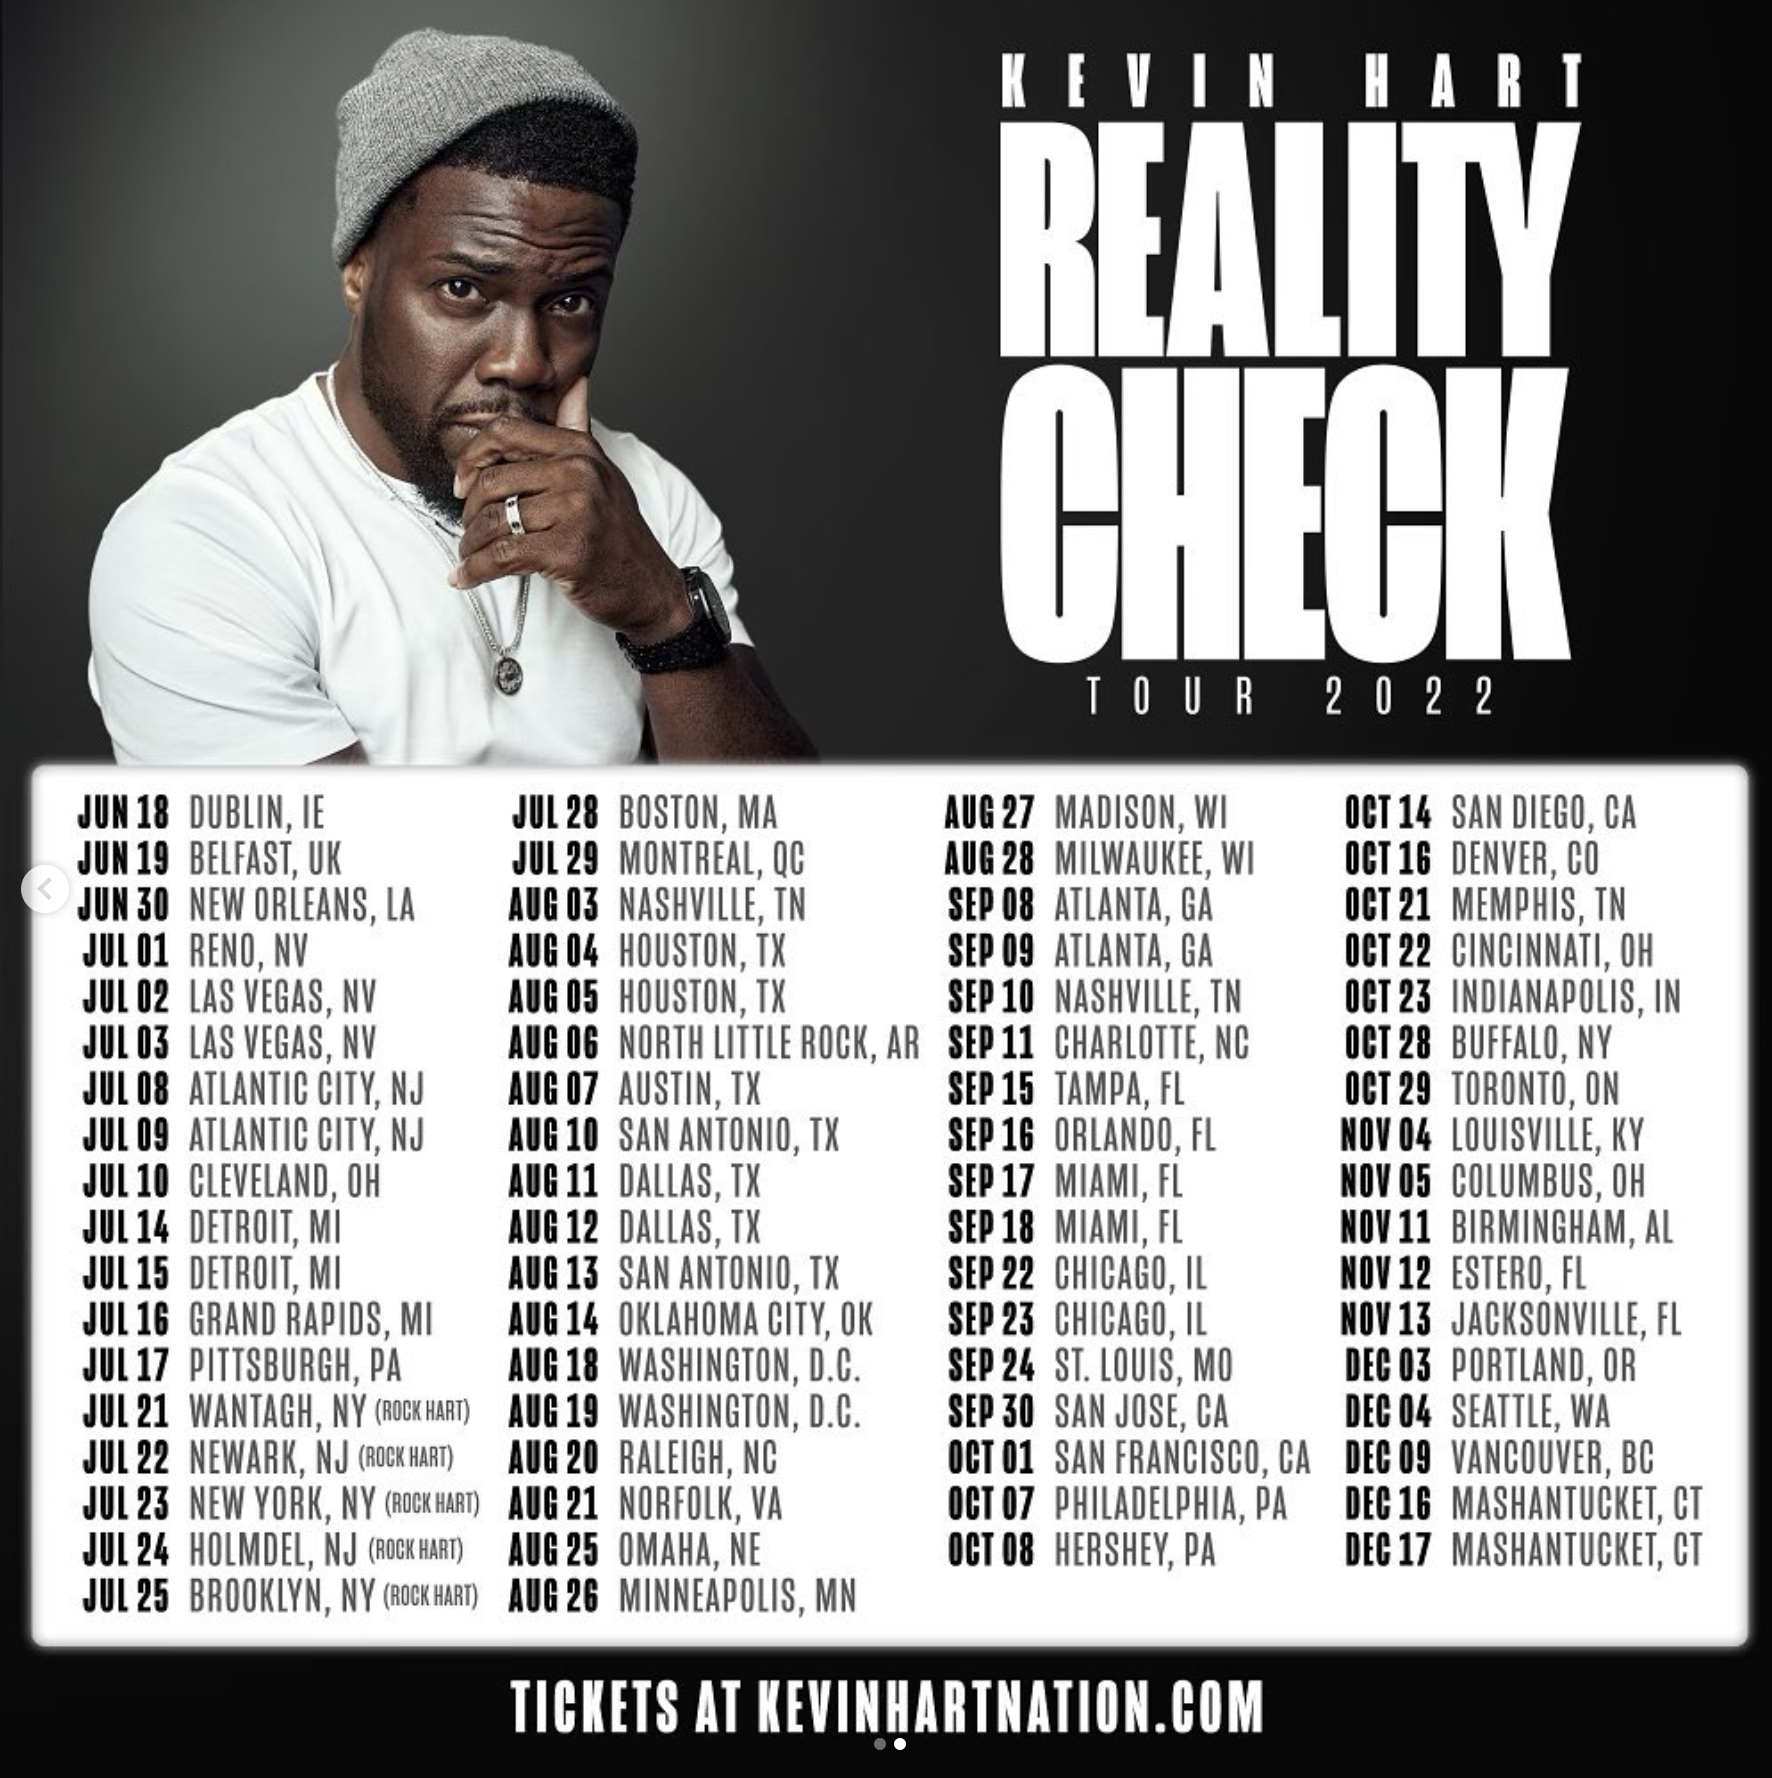 KEVIN HART
REALITY
CHECK
TOUR 2022
JUN 18 DUBLIN, IE
JUN 19 BELFAST, UK
JUN 30 NEW ORLEANS, LA
JUL 01 RENO, NV
JUL 02 LAS VEGAS, NV
JUL 03 LAS VEGAS, NV
JUL 08 ATLANTIC CITY, NJ
JUL 09 ATLANTIC CITY, NJ
JUL 10 CLEVELAND, OH
JUL 14 DETROIT, MI
JUL 15 DETROIT, MI
JUL 16 GRAND RAPIDS, MI
JUL 17 PITTSBURGH, PA
JUL 21 WANTAGH, NY (ROCK HART)
JUL 22 NEWARK, NJ (ROCK HART)
JUL 23 NEW YORK, NY (ROCK HART)
JUL 24 HOLMDEL, NJ (ROCK HART)
JUL 25 BROOKLYN, NY (ROCK HART)
JUL 28 BOSTON, MA
JUL 29 MONTREAL, QC
AUG 03 NASHVILLE, TN
AUG 04 HOUSTON, TX
AUG 05 HOUSTON, TX
AUG 06 NORTH LITTLE ROCK, AR
AUG 07 AUSTIN, TX
AUG 10 SAN ANTONIO, TX
AUG 11 DALLAS, TX
AUG 12 DALLAS, TX
AUG 13 SAN ANTONIO, TX
AUG 14 OKLAHOMA CITY, OK
AUG 18 WASHINGTON, D.C.
AUG 19 WASHINGTON, D.C.
AUG 20 RALEIGH, NC
AUG 21 NORFOLK, VA
AUG 25 OMAHA, NE
AUG 26 MINNEAPOLIS, MN
AUG 27 MADISON, WI
AUG 28 MILWAUKEE, WI
SEP 08 ATLANTA, GA
SEP 09 ATLANTA, GA
SEP 10 NASHVILLE, TN
SEP 11 CHARLOTTE, NC
SEP 15 TAMPA, FL
SEP 16 ORLANDO, FL
SEP 17 MIAMI, FL
SEP 18 MIAMI, FL
SEP 22 CHICAGO, IL
SEP 23 CHICAGO, IL
SEP 24 ST. LOUIS, MO
SEP 30 SAN JOSE, CA
OCT 01 SAN FRANCISCO, CA
OCT 07 PHILADELPHIA, PA
OCT 08 HERSHEY, PA
OCT 14 SAN DIEGO, CA
OCT 16 DENVER, CO
OCT 21 MEMPHIS, TN
OCT 22 CINCINNATI, OH
OCT 23 INDIANAPOLIS, IN
OCT 28 BUFFALO, NY
OCT 29 TORONTO, ON
NOV 04 LOUISVILLE, KY
NOV 05 COLUMBUS, OH
NOV 11 BIRMINGHAM, AL
NOV 12 ESTERO, FL
NOV 13 JACKSONVILLE, FL
DEC 03 PORTLAND, OR
DEC 04 SEATTLE, WA
DEC 09 VANCOUVER, BC
DEC 16 MASHANTUCKET, CT
DEC 17 MASHANTUCKET, CT
TICKETS AT KEVINHARTNATION.COM